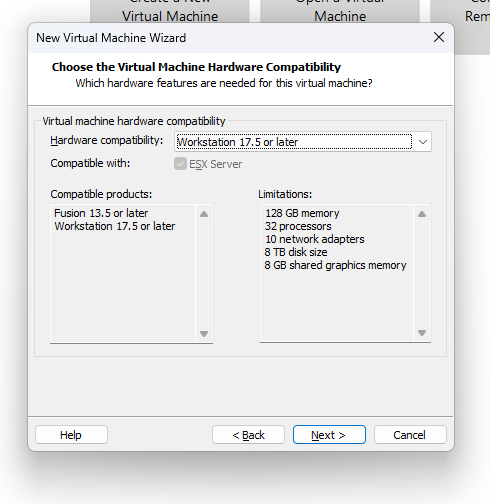 Create a New
Open a Virtual
Virtual Machine
Machine
Rem
New Virtual Machine Wizard
Choose the Virtual Machine Hardware Compatibility
Which hardware features are needed for this virtual machine?
Virtual machine hardware compatibility
Hardware compatibility: Workstation 17.5 or later
Compatible with: ESX Server
Compatible products:
Fusion 13.5 or later
Workstation 17.5 or later
Limitations:
128 GB memory
32 processors
10 network adapters
8 TB disk size
8 GB shared graphics memory
Help
< Back
Next >
Cancel